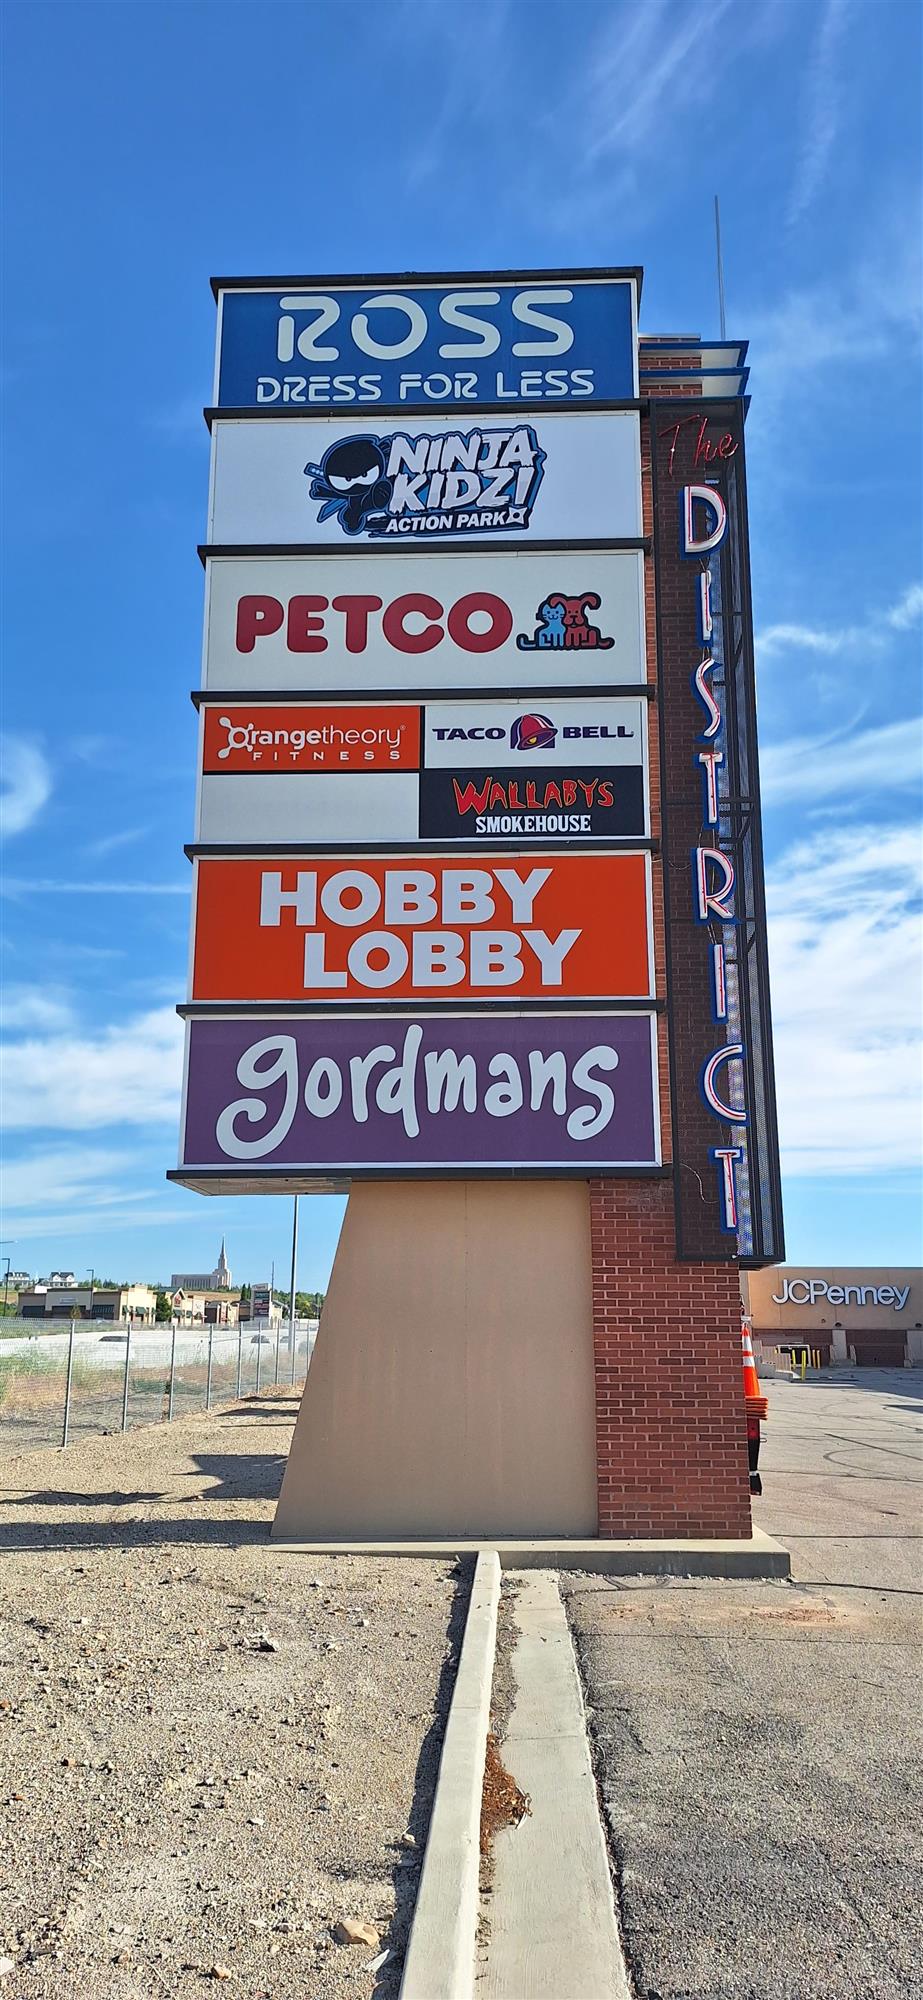 ROSS
DRESS FOR LESS
NINJA
KIDZ!
ACTION PARK
PETCO
Orangetheory®
FITNESS
TACO BELL
WALLABYS
SMOKEHOUSE
HOBBY
LOBBY
gordmans
The
DISTRICT
JCPenney